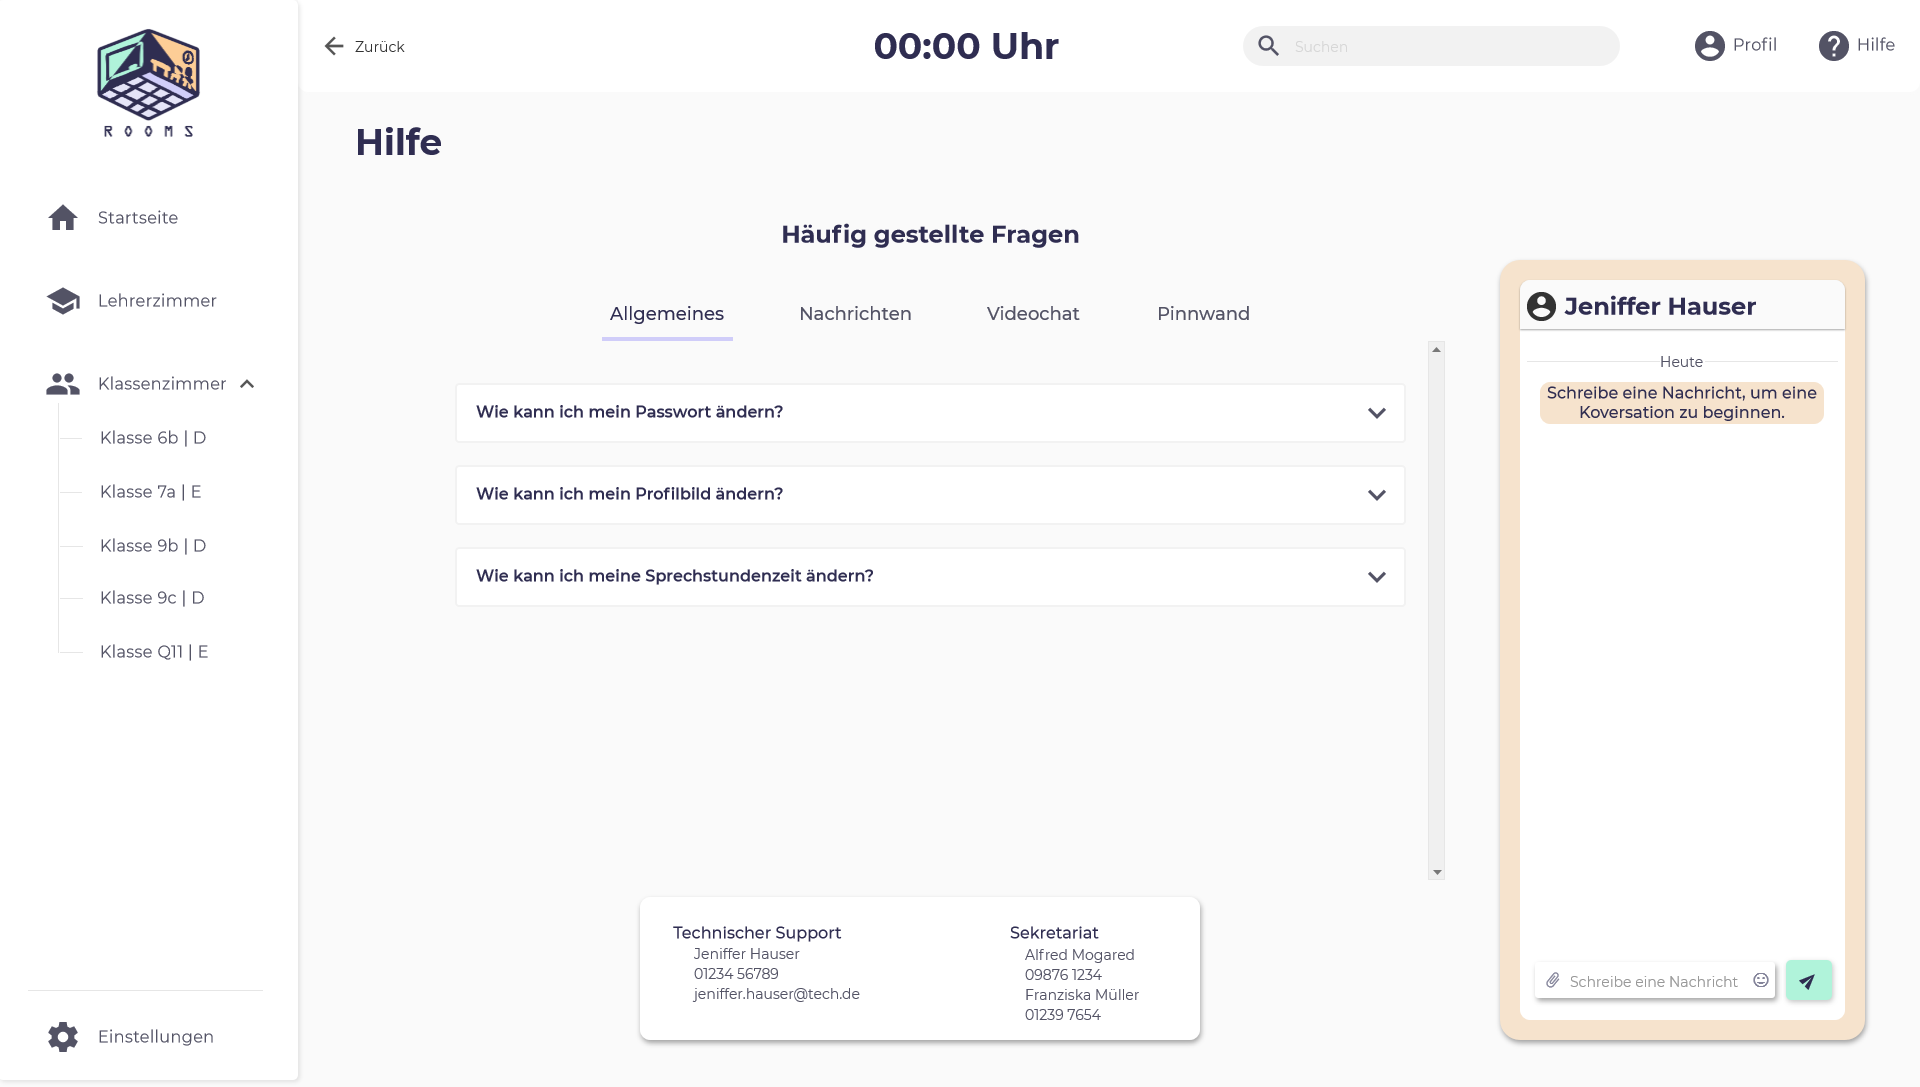 ROOMS
Startseite
Lehrerzimmer
Klassenzimmer
Klasse 6b | D
Klasse 7a | E
Klasse 9b | D
Klasse 9c | D
Klasse Q11 | E
Einstellungen
Zurück
00:00 Uhr
Suchen
Profil
Hilfe
Hilfe
Häufig gestellte Fragen
Allgemeines
Nachrichten
Videochat
Pinnwand
Wie kann ich mein Passwort ändern?
Wie kann ich mein Profilbild ändern?
Wie kann ich meine Sprechstundenzeit ändern?
Technischer Support
Jeniffer Hauser
01234 56789
jeniffer.hauser@tech.de
Sekretariat
Alfred Mogared
09876 1234
Franziska Müller
01239 7654
Jeniffer Hauser
Heute
Schreibe eine Nachricht, um eine
Koversation zu beginnen.
Schreibe eine Nachricht